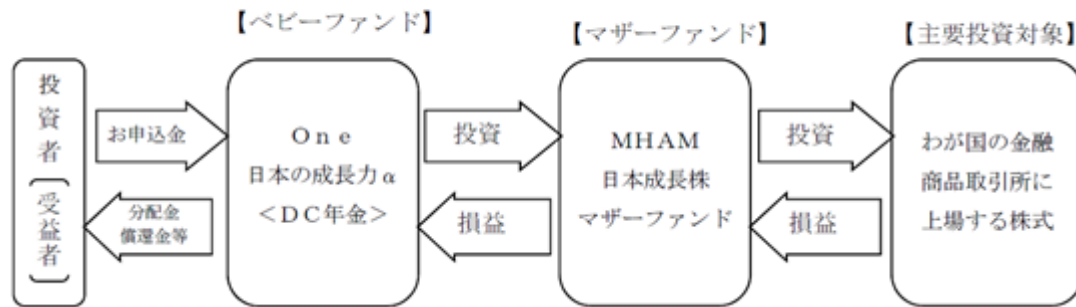 【ベビーファンド】
【マザーファンド】
【主要投資対象】
投資者(受益者)
お申込金
分配金
償還金等
Ｏｎｅ
日本の成長力α
＜ＤＣ年金＞
投資
損益
ＭＨＡＭ
日本成長株
マザーファンド
投資
損益
わが国の金融
商品取引所に
上場する株式